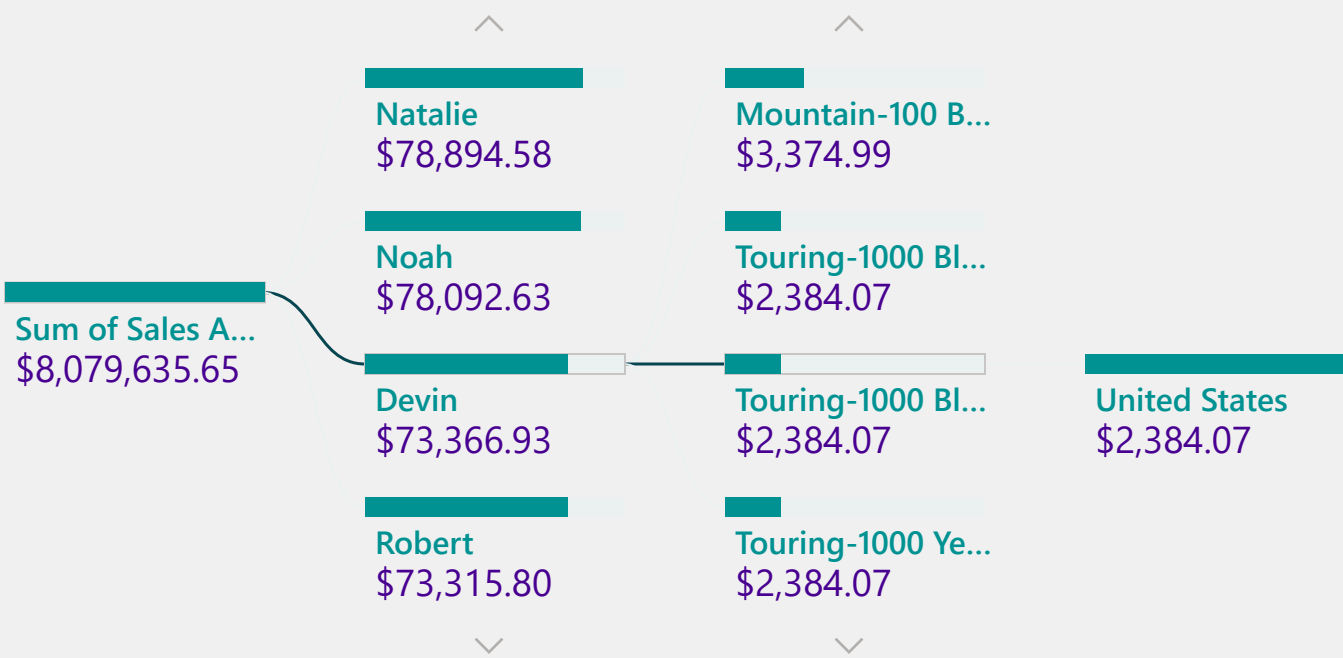 Sum of Sales A...
$8,079,635.65
Natalie
$78,894.58
Noah
$78,092.63
Devin
$73,366.93
Robert
$73,315.80
Mountain-100 B...
$3,374.99
Touring-1000 Bl...
$2,384.07
Touring-1000 Bl...
$2,384.07
Touring-1000 Ye...
$2,384.07
United States
$2,384.07